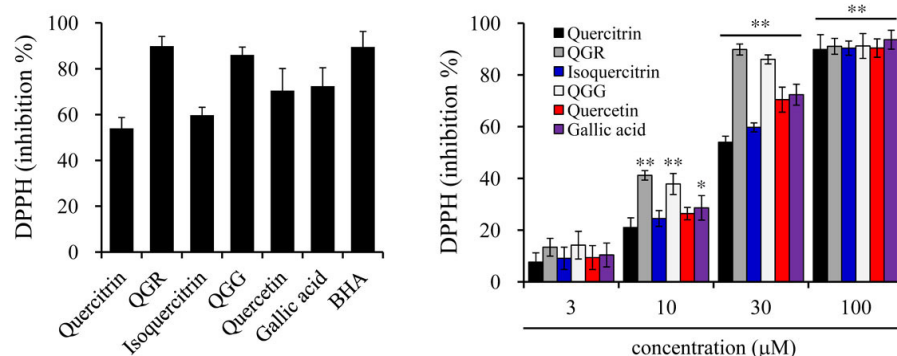 DPPH (inhibition %)
100
80
60
40
20
0
Quercitrin
QGR
Isoquercitrin
QGG
Quercetin
Gallic acid
BHA
DPPH (inhibition %)
100
80
60
40
20
0
Quercitrin
QGR
Isoquercitrin
QGG
Quercetin
Gallic acid
** ** *
**
**
3 10 30 100
concentration (μM)